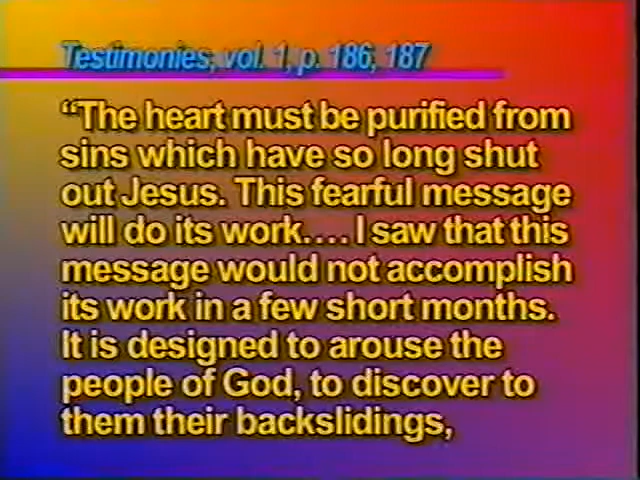 Testimonies, vol. 1, p. 186, 187
“The heart must be purified from
sins which have so long shut
out Jesus. This fearful message
will do its work.... I saw that this
message would not accomplish
its work in a few short months.
It is designed to arouse the
people of God, to discover to
them their backslidings,